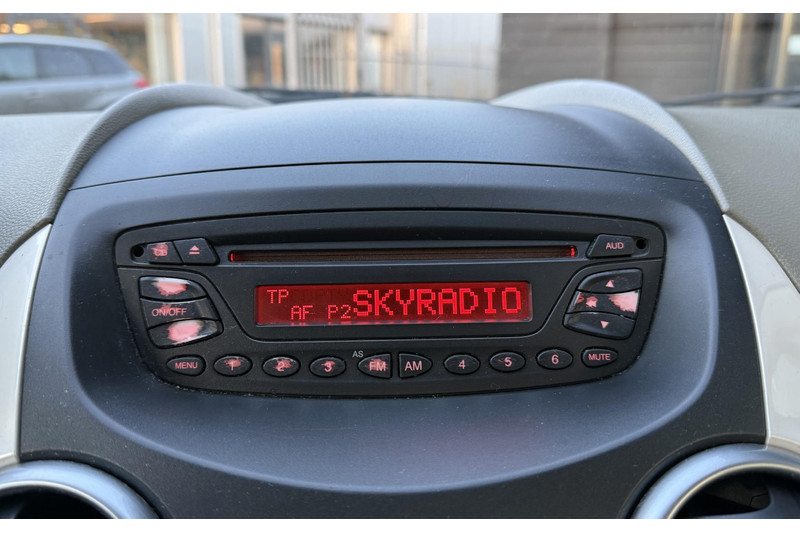 CD
AUD
TP
AF P2 SKYRADIO
ON/OFF
AS
MENU 1 2 3 FM AM 4 5 6 MUTE